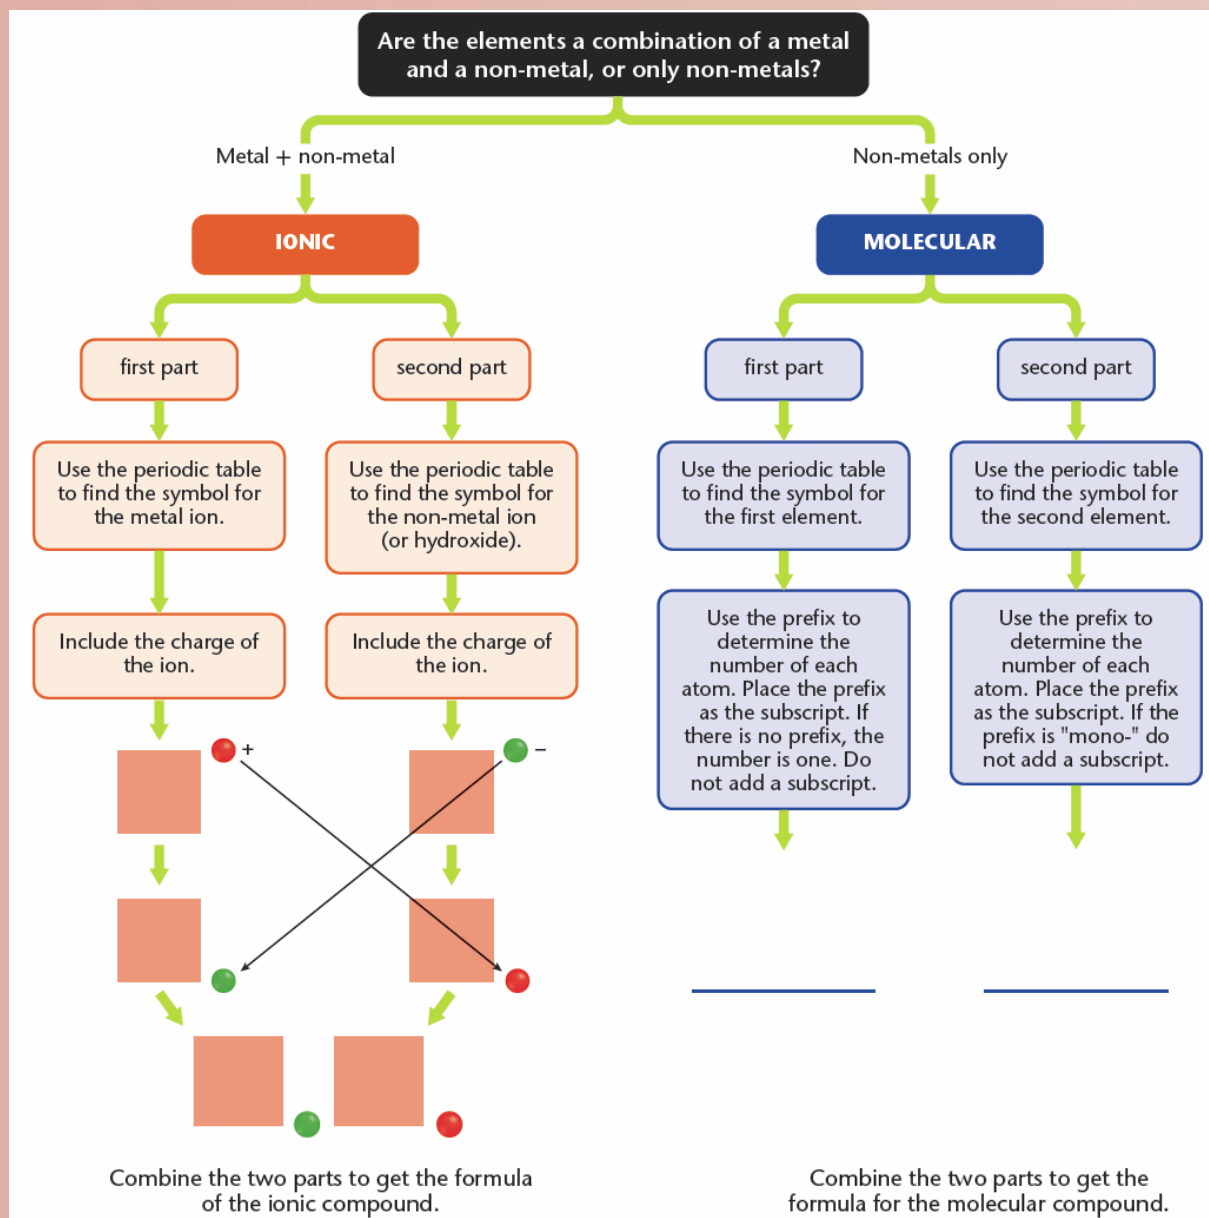 Are the elements a combination of a metal
and a non-metal, or only non-metals?
Metal + non-metal
Non-metals only
IONIC
MOLECULAR
first part
second part
first part
second part
Use the periodic table
to find the symbol for
the metal ion.
Use the periodic table
to find the symbol for
the non-metal ion
(or hydroxide).
Use the periodic table
to find the symbol for
the first element.
Use the periodic table
to find the symbol for
the second element.
Include the charge of
the ion.
Include the charge of
the ion.
Use the prefix to
determine the
number of each
atom. Place the prefix
as the subscript. If
there is no prefix, the
number is one. Do
not add a subscript.
Use the prefix to
determine the
number of each
atom. Place the prefix
as the subscript. If the
prefix is "mono-" do
not add a subscript.
+
−
Combine the two parts to get the formula
of the ionic compound.
Combine the two parts to get the
formula for the molecular compound.